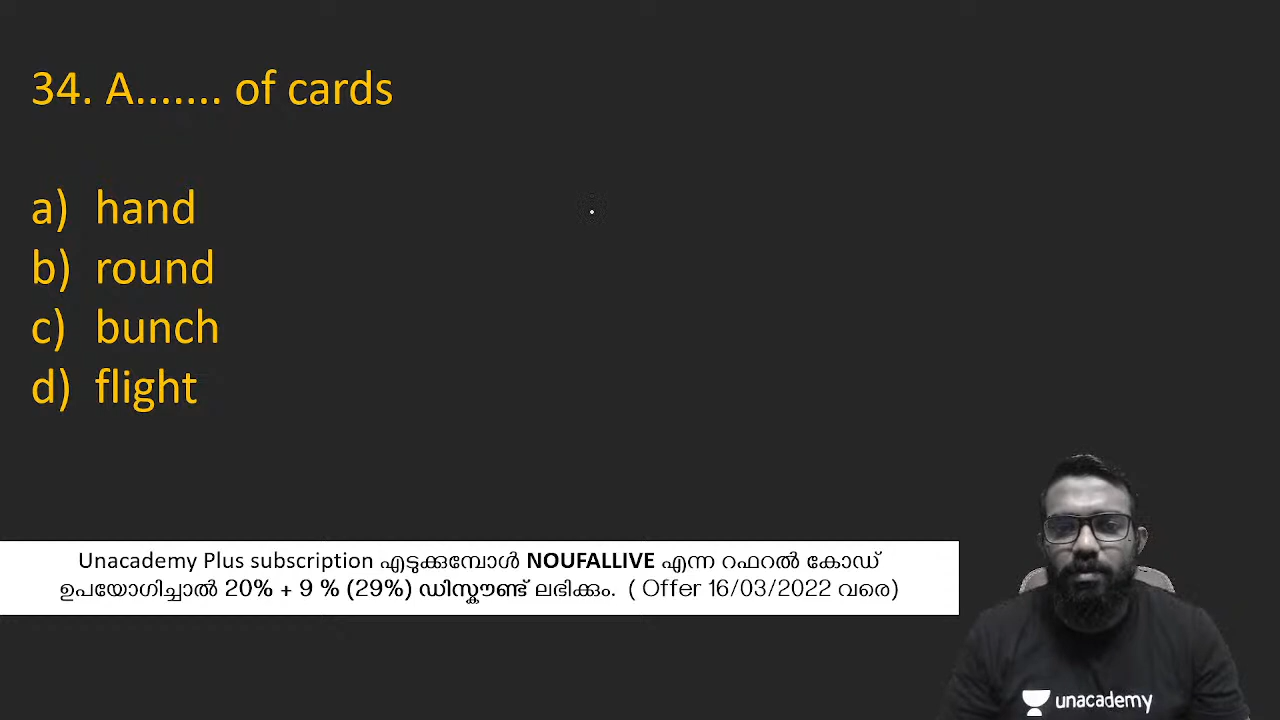 34. A....... of cards
a) hand
b) round
c) bunch
d) flight
Unacademy Plus subscription എടുക്കുമ്പോൾ NOUFALLIVE എന്ന റഫറൽ കോഡ്
ഉപയോഗിച്ചാൽ 20% + 9 % (29%) ഡിസ്കൗണ്ട് ലഭിക്കും. ( Offer 16/03/2022 വരെ)
unacademy